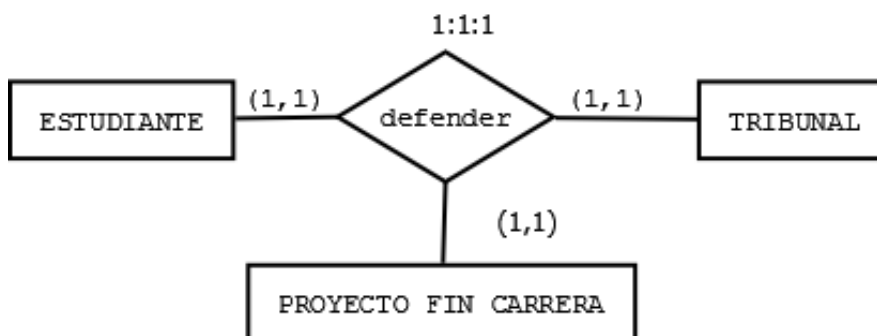 1:1:1
ESTUDIANTE (1,1) defender (1,1) TRIBUNAL
(1,1)
PROYECTO FIN CARRERA